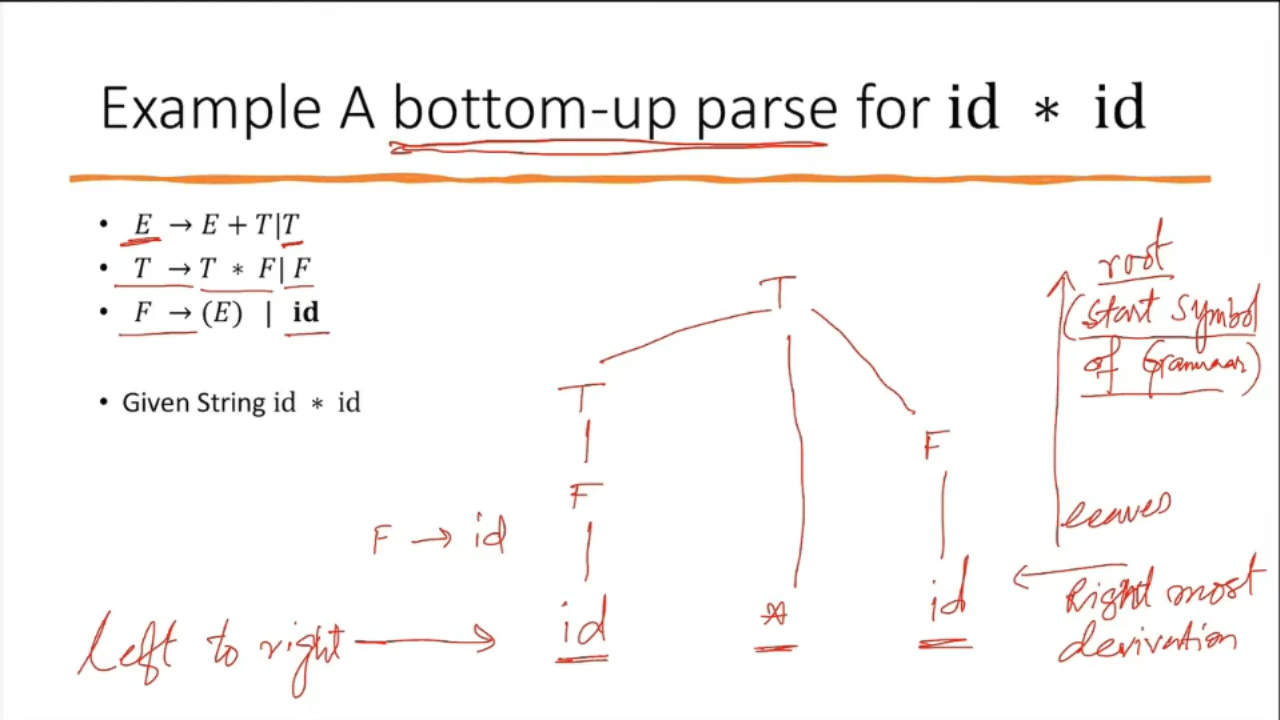 Example A bottom-up parse for id * id
• E → E + T|T
• T → T * F| F
• F → (E) | id
• Given String id * id
root
(start symbol
of Grammar)
T
T
F
F
leaves
F → id
id * id
Left to right →
← Right most
derivation